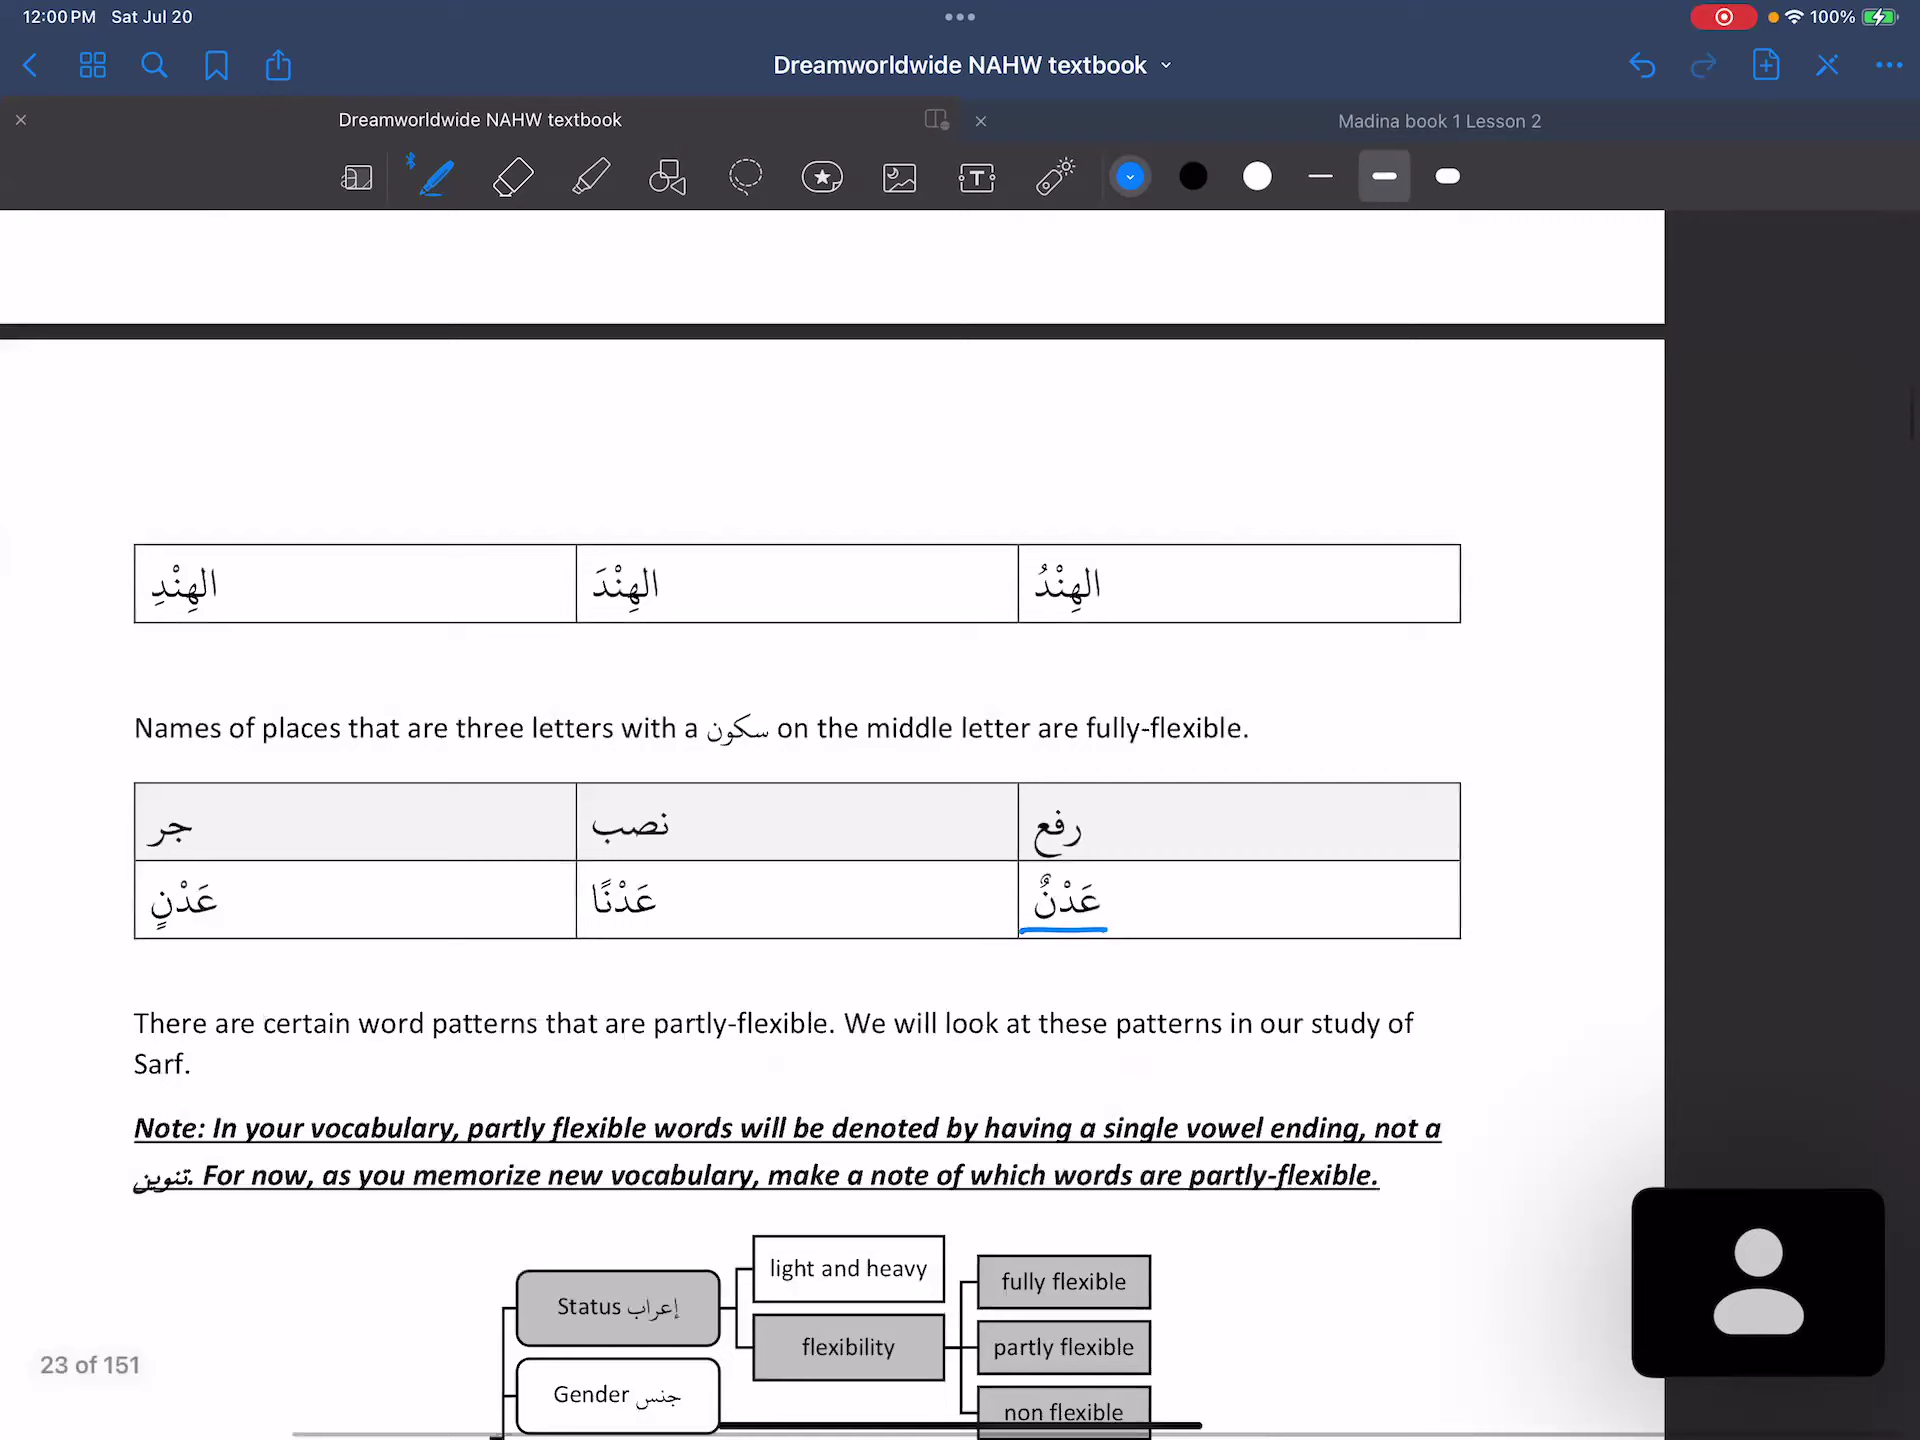 12:00 PM Sat Jul 20
100%
Dreamworldwide NAHW textbook
Dreamworldwide NAHW textbook
Madina book 1 Lesson 2
الهِنْدُ الهِنْدَ الهِنْدِ
Names of places that are three letters with a سكون on the middle letter are fully-flexible.
رفع نصب جر
عَدْنٌ عَدْنًا عَدْنٍ
There are certain word patterns that are partly-flexible. We will look at these patterns in our study of
Sarf.
Note: In your vocabulary, partly flexible words will be denoted by having a single vowel ending, not a
تنوين. For now, as you memorize new vocabulary, make a note of which words are partly-flexible.
light and heavy
fully flexible
Status إعراب
flexibility
partly flexible
Gender جنس
non flexible
23 of 151